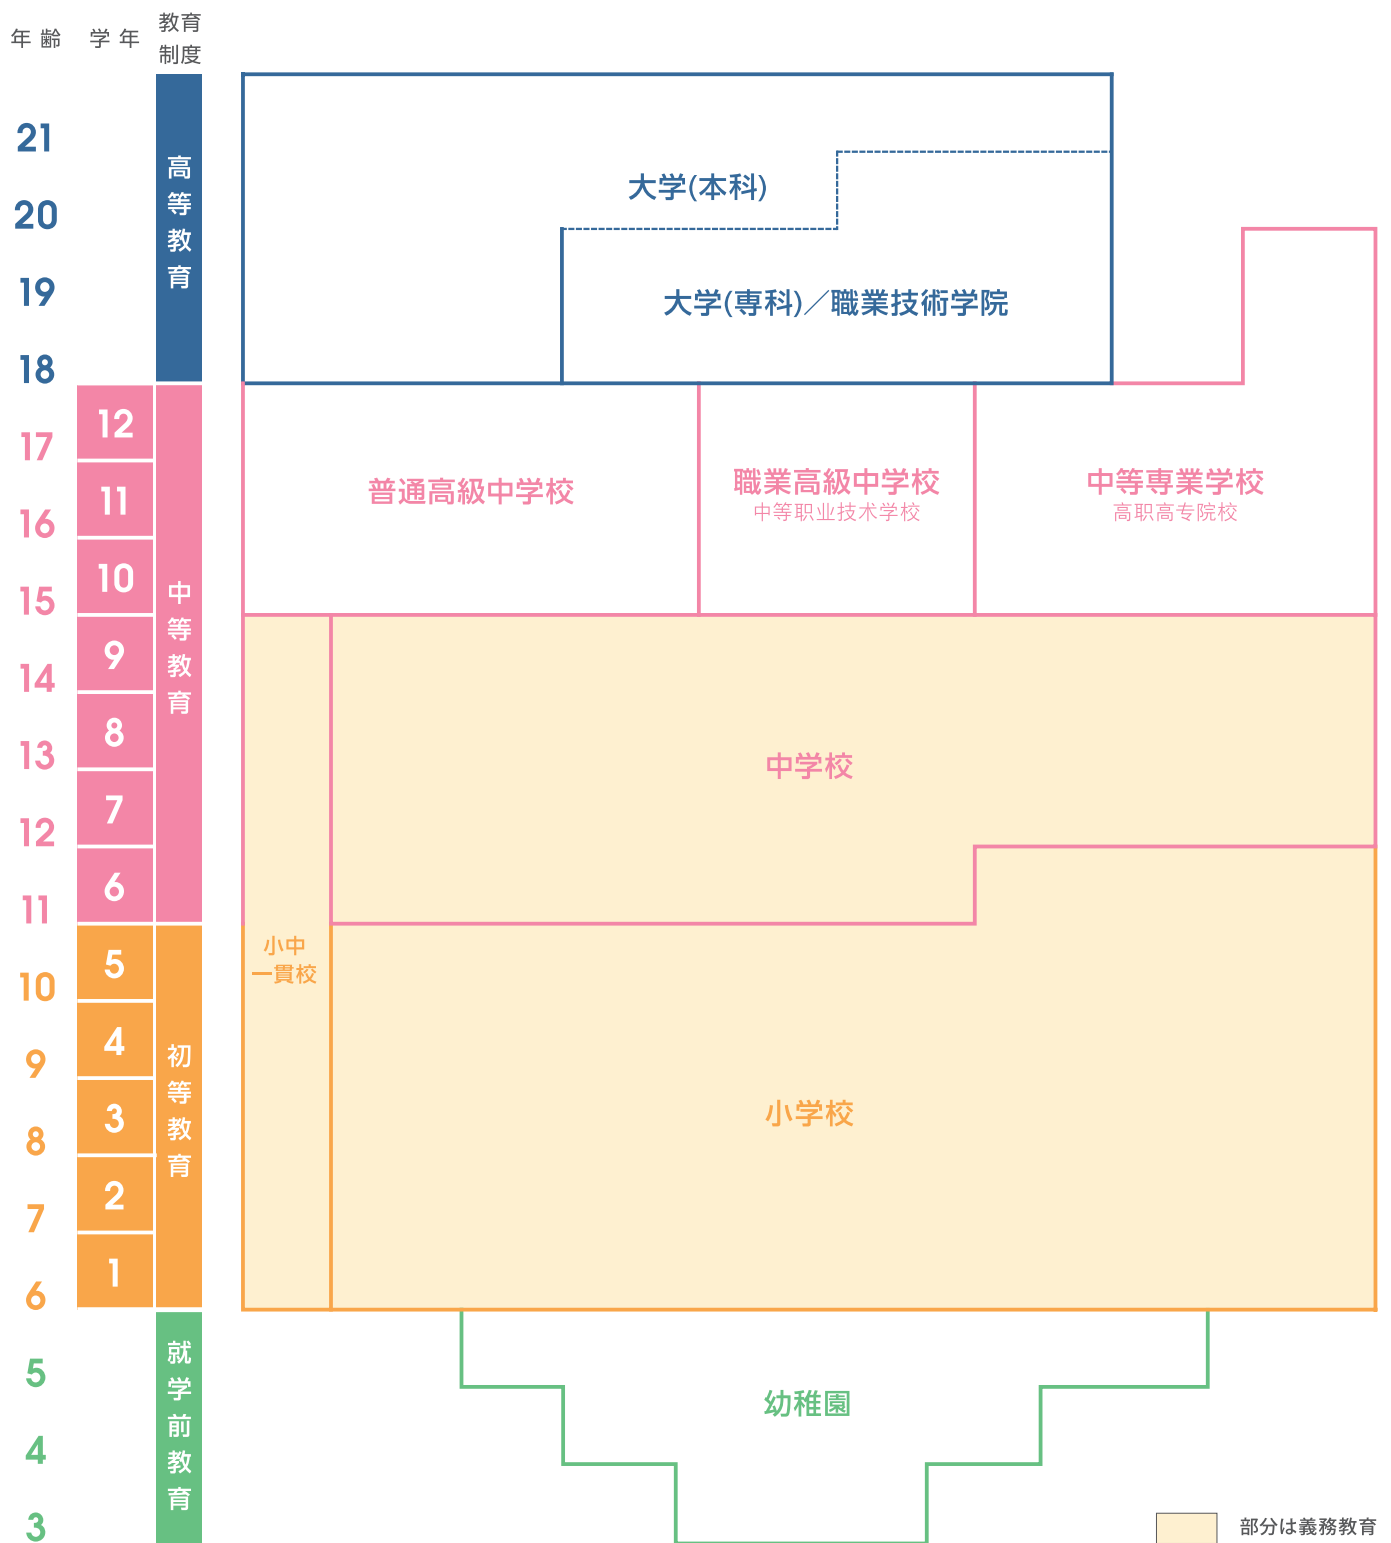 年齢
学年
教育
制度
21
20
19
18
17
16
15
14
13
12
11
10
9
8
7
6
5
4
3
12
11
10
9
8
7
6
5
4
3
2
1
高等教育
中等教育
初等教育
就学前教育
大学(本科)
大学(専科)／職業技術学院
普通高級中学校
職業高級中学校
中等职业技术学校
中等専業学校
高职高专院校
中学校
小中
一貫校
小学校
幼稚園
部分は義務教育